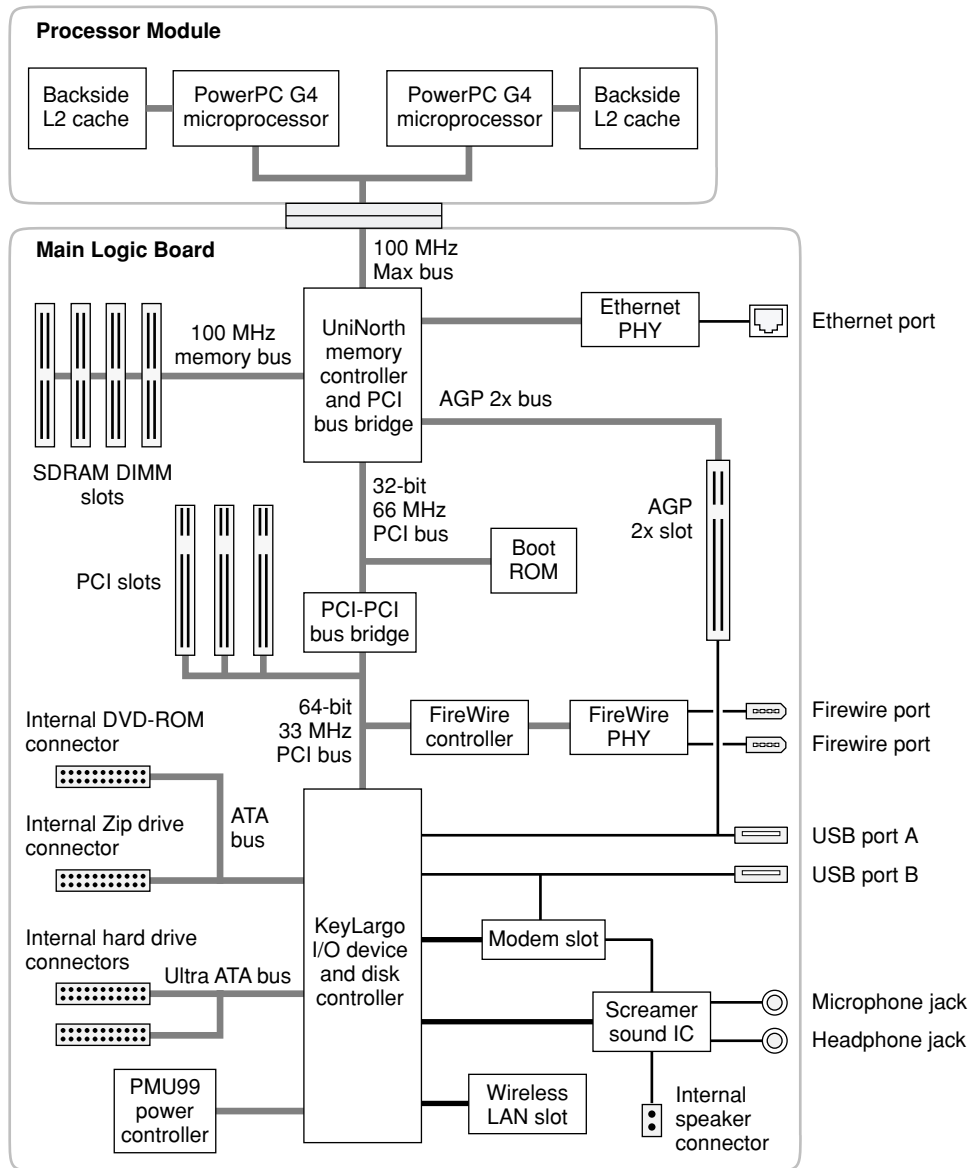 Processor Module
Backside
L2 cache
PowerPC G4
microprocessor
PowerPC G4
microprocessor
Backside
L2 cache
Main Logic Board
100 MHz
Max bus
100 MHz
memory bus
UniNorth
memory
controller
and PCI
bus bridge
Ethernet
PHY
Ethernet port
AGP 2x bus
SDRAM DIMM
slots
32-bit
66 MHz
PCI bus
AGP
2x slot
Boot
ROM
PCI slots
PCI-PCI
bus bridge
64-bit
33 MHz
PCI bus
FireWire
controller
FireWire
PHY
Firewire port
Firewire port
Internal DVD-ROM
connector
ATA
bus
Internal Zip drive
connector
USB port A
USB port B
KeyLargo
I/O device
and disk
controller
Modem slot
Internal hard drive
connectors
Ultra ATA bus
Screamer
sound IC
Microphone jack
Headphone jack
PMU99
power
controller
Wireless
LAN slot
Internal
speaker
connector